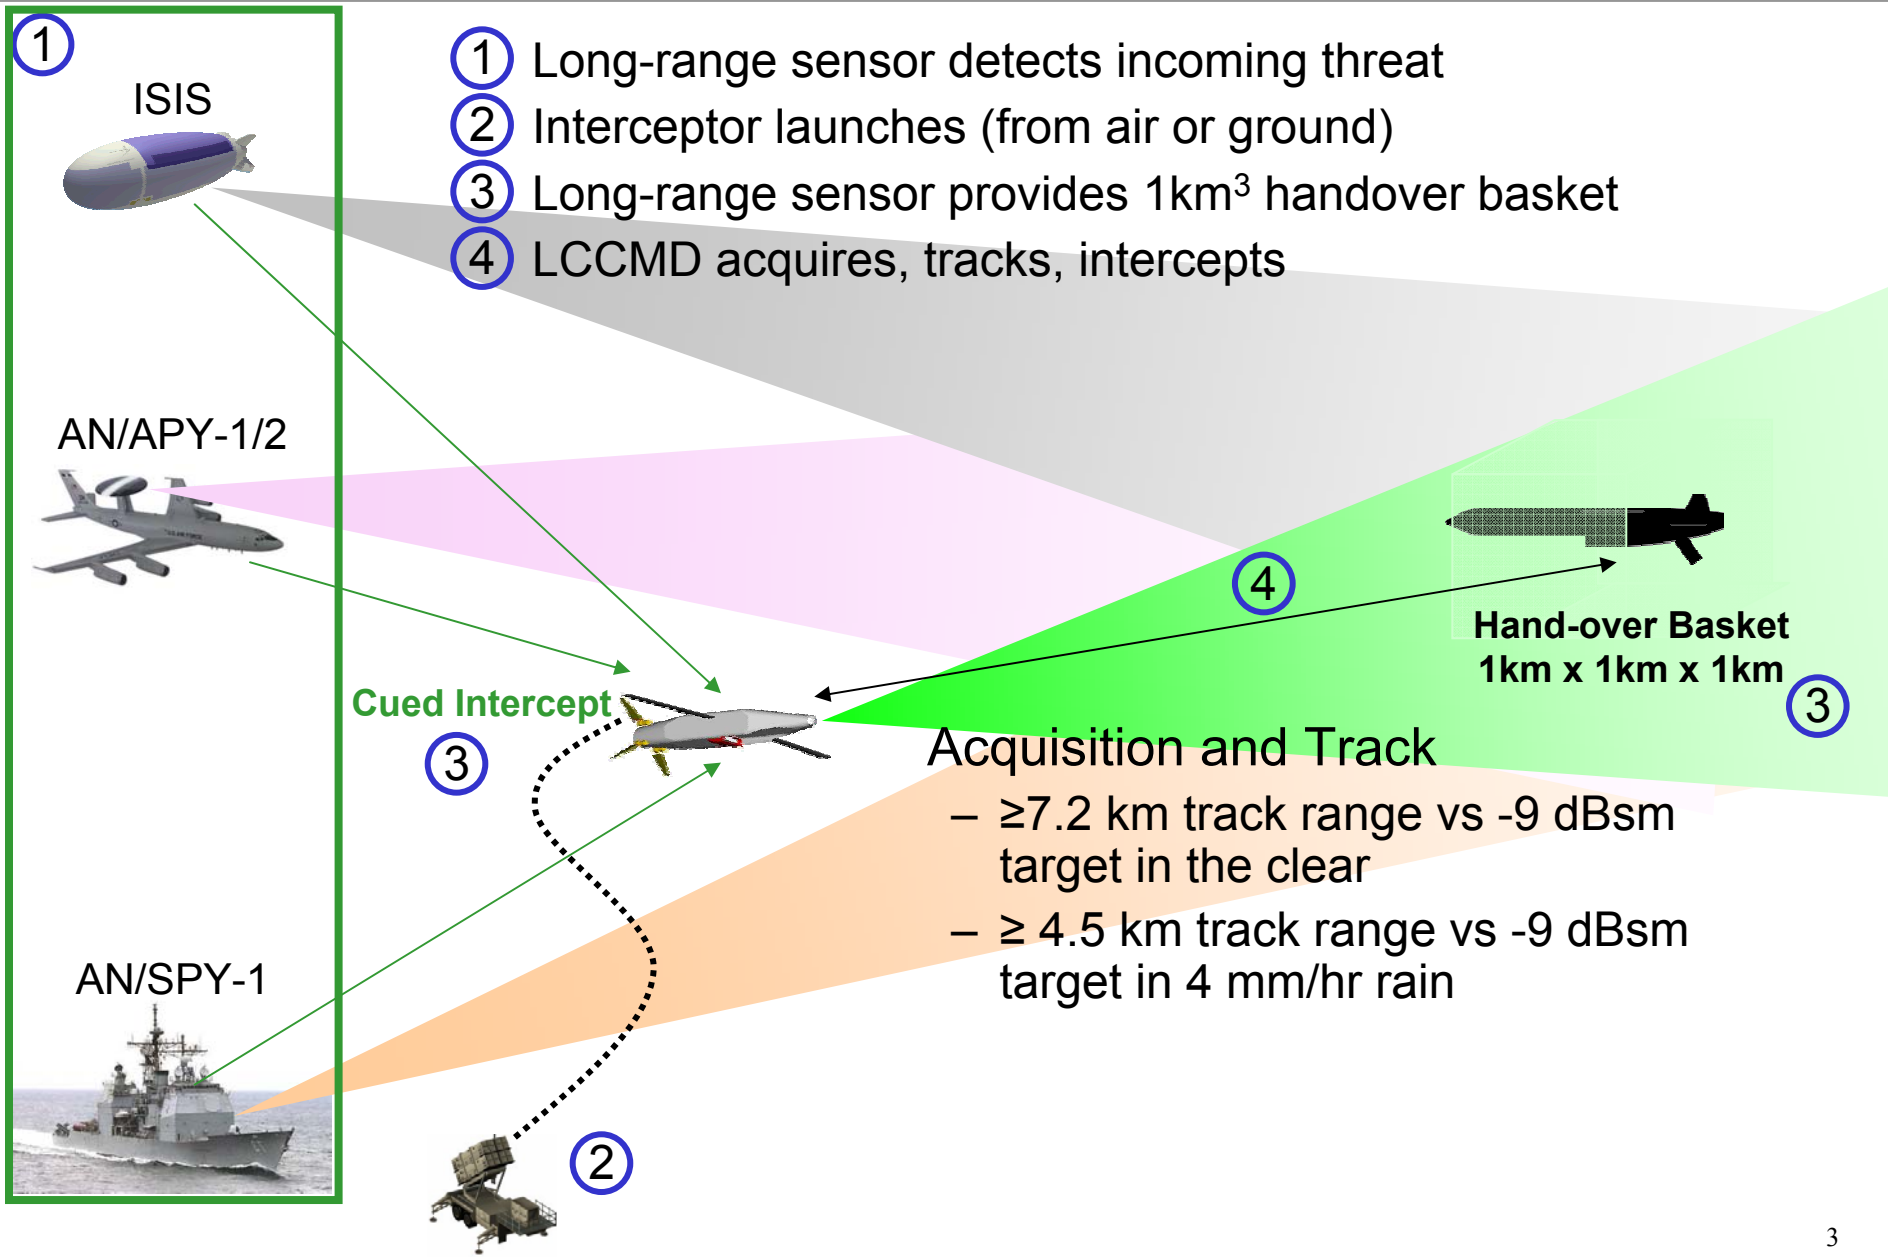 1
ISIS
AN/APY-1/2
AN/SPY-1
1 Long-range sensor detects incoming threat
2 Interceptor launches (from air or ground)
3 Long-range sensor provides 1km³ handover basket
4 LCCMD acquires, tracks, intercepts
4
Hand-over Basket
1km x 1km x 1km
3
Cued Intercept
3
Acquisition and Track
– ≥7.2 km track range vs -9 dBsm
target in the clear
– ≥ 4.5 km track range vs -9 dBsm
target in 4 mm/hr rain
2
3